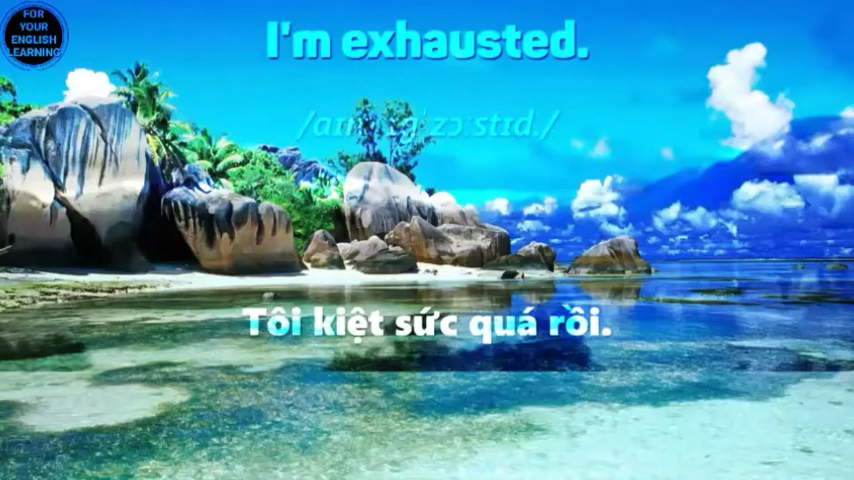 FOR
YOUR
ENGLISH
LEARNING
I'm exhausted.
Tôi kiệt sức quá rồi.